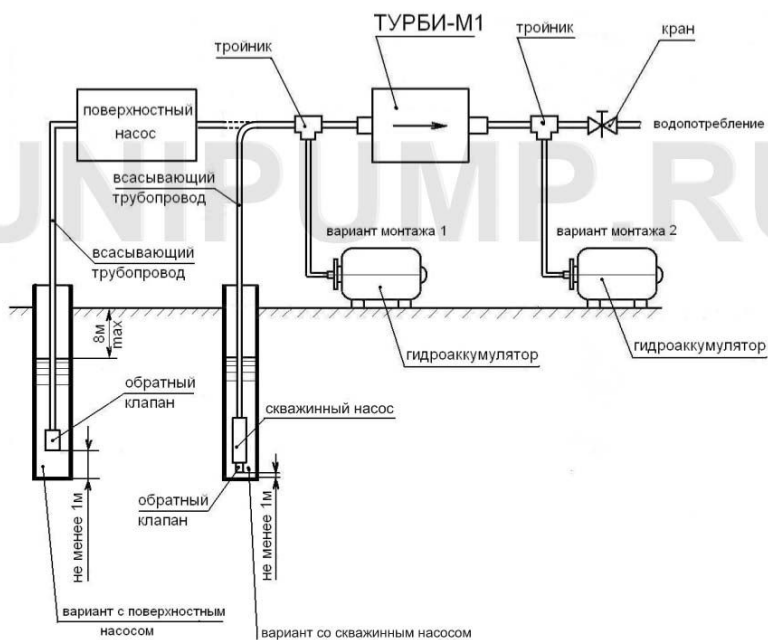 ТУРБИ-М1
тройник
тройник
кран
поверхностный
насос
водопотребление
UNIPUMP.RU
всасывающий
трубопровод
всасывающий
трубопровод
вариант монтажа 1
вариант монтажа 2
8м
max
гидроаккумулятор
гидроаккумулятор
обратный
клапан
скважинный насос
обратный
клапан
не менее 1м
не менее 1м
вариант с поверхностным
насосом
вариант со скважинным насосом